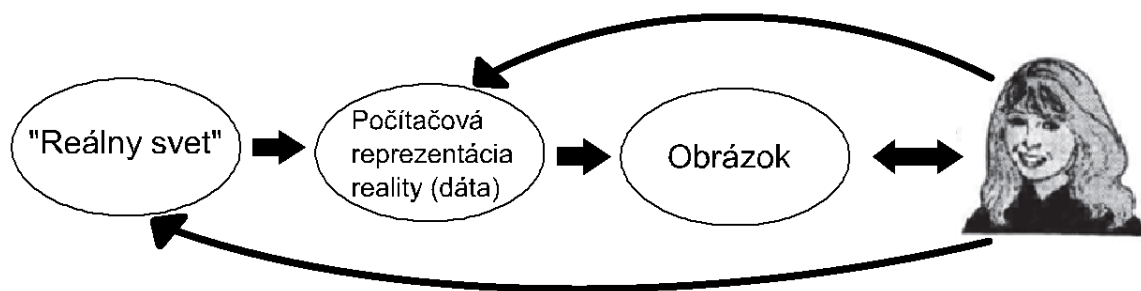 "Reálny svet"
Počítačová
reprezentácia
reality (dáta)
Obrázok